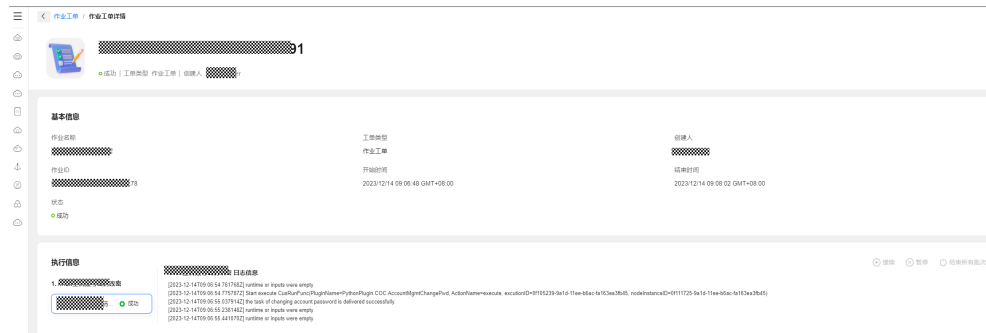 作业工单 / 作业工单详情
91
成功 | 工单类型 作业工单 | 创建人 er
基本信息
作业名称
工单类型
作业工单
创建人
作业ID
78
开始时间
2023/12/14 09:06:48 GMT+08:00
结束时间
2023/12/14 09:08:02 GMT+08:00
状态
成功
执行信息
继续 暂停 结束所有批次
1. 改密
成功
日志信息
[2023-12-14T09:06:54.761768Z] runtime or inputs were empty
[2023-12-14T09:06:54.775787Z] Start execute CueRunFunc(PluginName=PythonPlugin.COC.AccountMgmtChangePwd, ActionName=execute, excutionID=0f105239-9a1d-11ee-b6ac-fa163ea3fb45, nodeInstanceID=0f111725-9a1d-11ee-b6ac-fa163ea3fb45)
[2023-12-14T09:06:55.037914Z] the task of changing account password is delivered successfully.
[2023-12-14T09:06:55.238148Z] runtime or inputs were empty
[2023-12-14T09:06:55.441870Z] runtime or inputs were empty